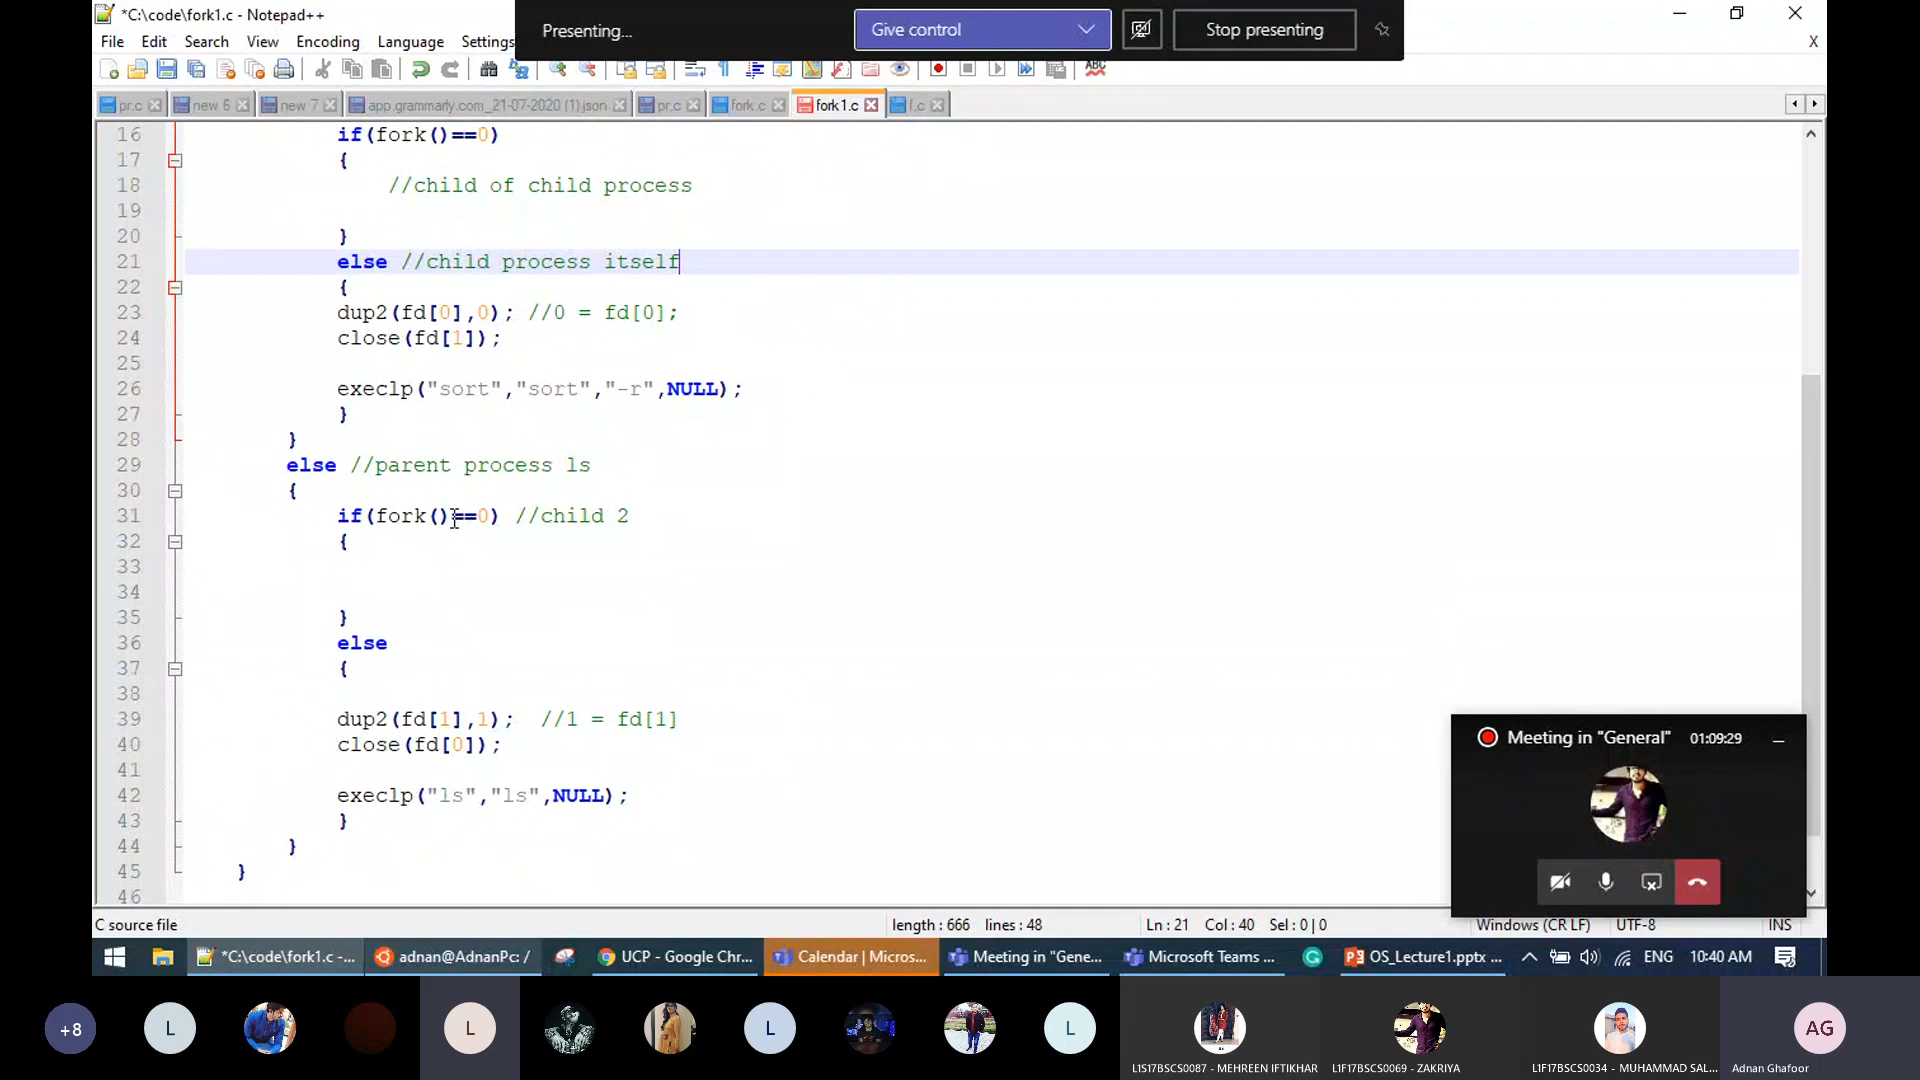 *C:\code\fork1.c - Notepad++
Presenting...
Give control
Stop presenting
File Edit Search View Encoding Language Settings
X
ABC
pr.c new 6 new 7 app.grammarly.com_21-07-2020 (1).json pr.c fork.c fork1.c f.c
16 if(fork()==0)
17 {
18 //child of child process
19
20 }
21 else //child process itself
22 {
23 dup2(fd[0],0); //0 = fd[0];
24 close(fd[1]);
25
26 execlp("sort","sort","-r",NULL);
27 }
28 }
29 else //parent process ls
30 {
31 if(fork()==0) //child 2
32 {
33
34
35 }
36 else
37 {
38
39 dup2(fd[1],1); //1 = fd[1]
40 close(fd[0]);
41
42 execlp("ls","ls",NULL);
43 }
44 }
45 }
46
Meeting in "General" 01:09:29
C source file length : 666 lines : 48 Ln : 21 Col : 40 Sel : 0 | 0 Windows (CR LF) UTF-8 INS
*C:\code\fork1.c -... adnan@AdnanPc: / UCP - Google Chr... Calendar | Micros... Meeting in "Gene... Microsoft Teams ... OS_Lecture1.pptx ... ENG 10:40 AM
+8 L L L L AG
L1S17BSCS0087 - MEHREEN IFTIKHAR L1F17BSCS0069 - ZAKRIYA L1F17BSCS0034 - MUHAMMAD SAL... Adnan Ghafoor